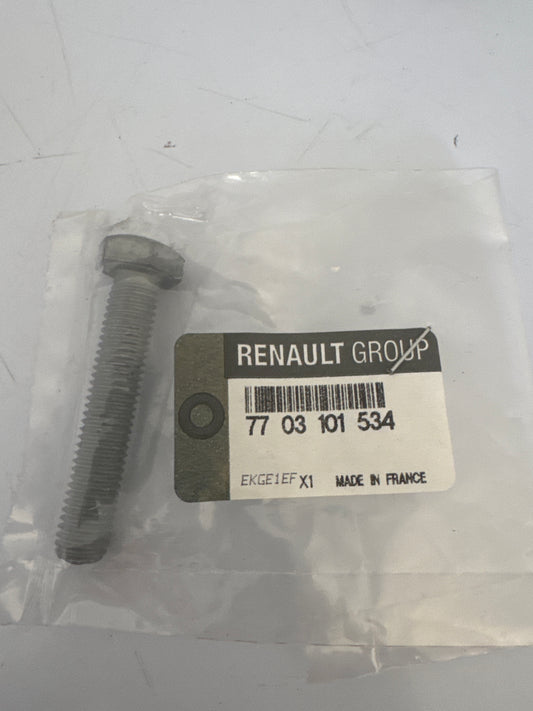 RENAULT GROUP
77 03 101 534
EKGE1EF X1 MADE IN FRANCE